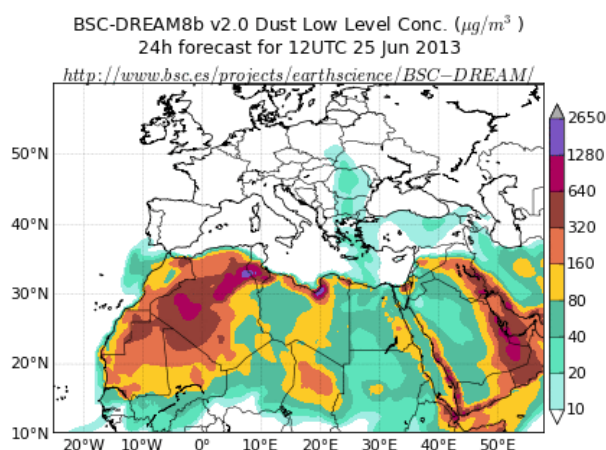 BSC-DREAM8b v2.0 Dust Low Level Conc. (μg/m³ )
24h forecast for 12UTC 25 Jun 2013
http://www.bsc.es/projects/earthscience/BSC−DREAM/
2650
1280
640
320
160
80
40
20
10
50°N
40°N
30°N
20°N
10°N
20°W 10°W 0° 10°E 20°E 30°E 40°E 50°E